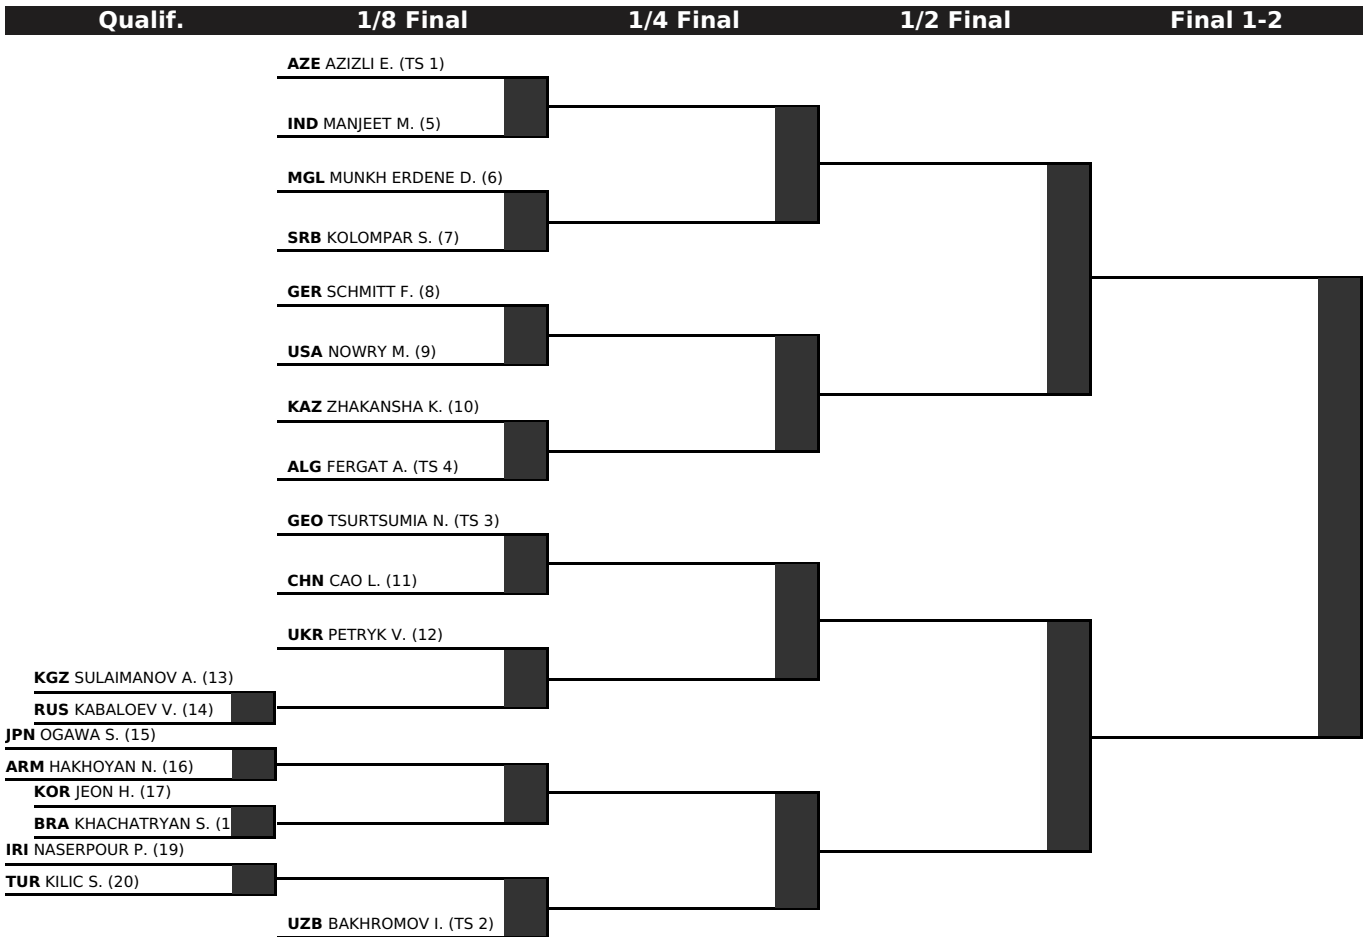 Qualif. 1/8 Final 1/4 Final 1/2 Final Final 1-2
AZE AZIZLI E. (TS 1)
IND MANJEET M. (5)
MGL MUNKH ERDENE D. (6)
SRB KOLOMPAR S. (7)
GER SCHMITT F. (8)
USA NOWRY M. (9)
KAZ ZHAKANSHA K. (10)
ALG FERGAT A. (TS 4)
GEO TSURTSUMIA N. (TS 3)
CHN CAO L. (11)
UKR PETRYK V. (12)
KGZ SULAIMANOV A. (13)
RUS KABALOEV V. (14)
JPN OGAWA S. (15)
ARM HAKHOYAN N. (16)
KOR JEON H. (17)
BRA KHACHATRYAN S. (1
IRI NASERPOUR P. (19)
TUR KILIC S. (20)
UZB BAKHROMOV I. (TS 2)